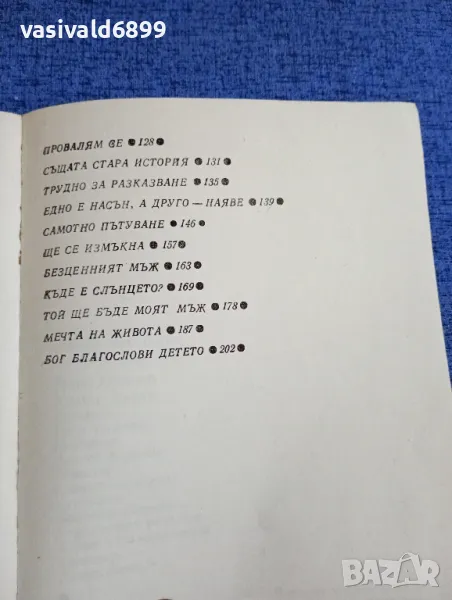 vasivald6899
ПРОВАЛЯМ СЕ ● 128 ●
СЪЩАТА СТАРА ИСТОРИЯ ● 131 ●
ТРУДНО ЗА РАЗКАЗВАНЕ ● 135 ●
ЕДНО Е НАСЪН, А ДРУГО — НАЯВЕ ● 139 ●
САМОТНО ПЪТУВАНЕ ● 146 ●
ЩЕ СЕ ИЗМЪКНА ● 157 ●
БЕЗЦЕННИЯТ МЪЖ ● 163 ●
КЪДЕ Е СЛЪНЦЕТО? ● 169 ●
ТОЙ ЩЕ БЪДЕ МОЯТ МЪЖ ● 178 ●
МЕЧТА НА ЖИВОТА ● 187 ●
БОГ БЛАГОСЛОВИ ДЕТЕТО ● 202 ●
BAZAR